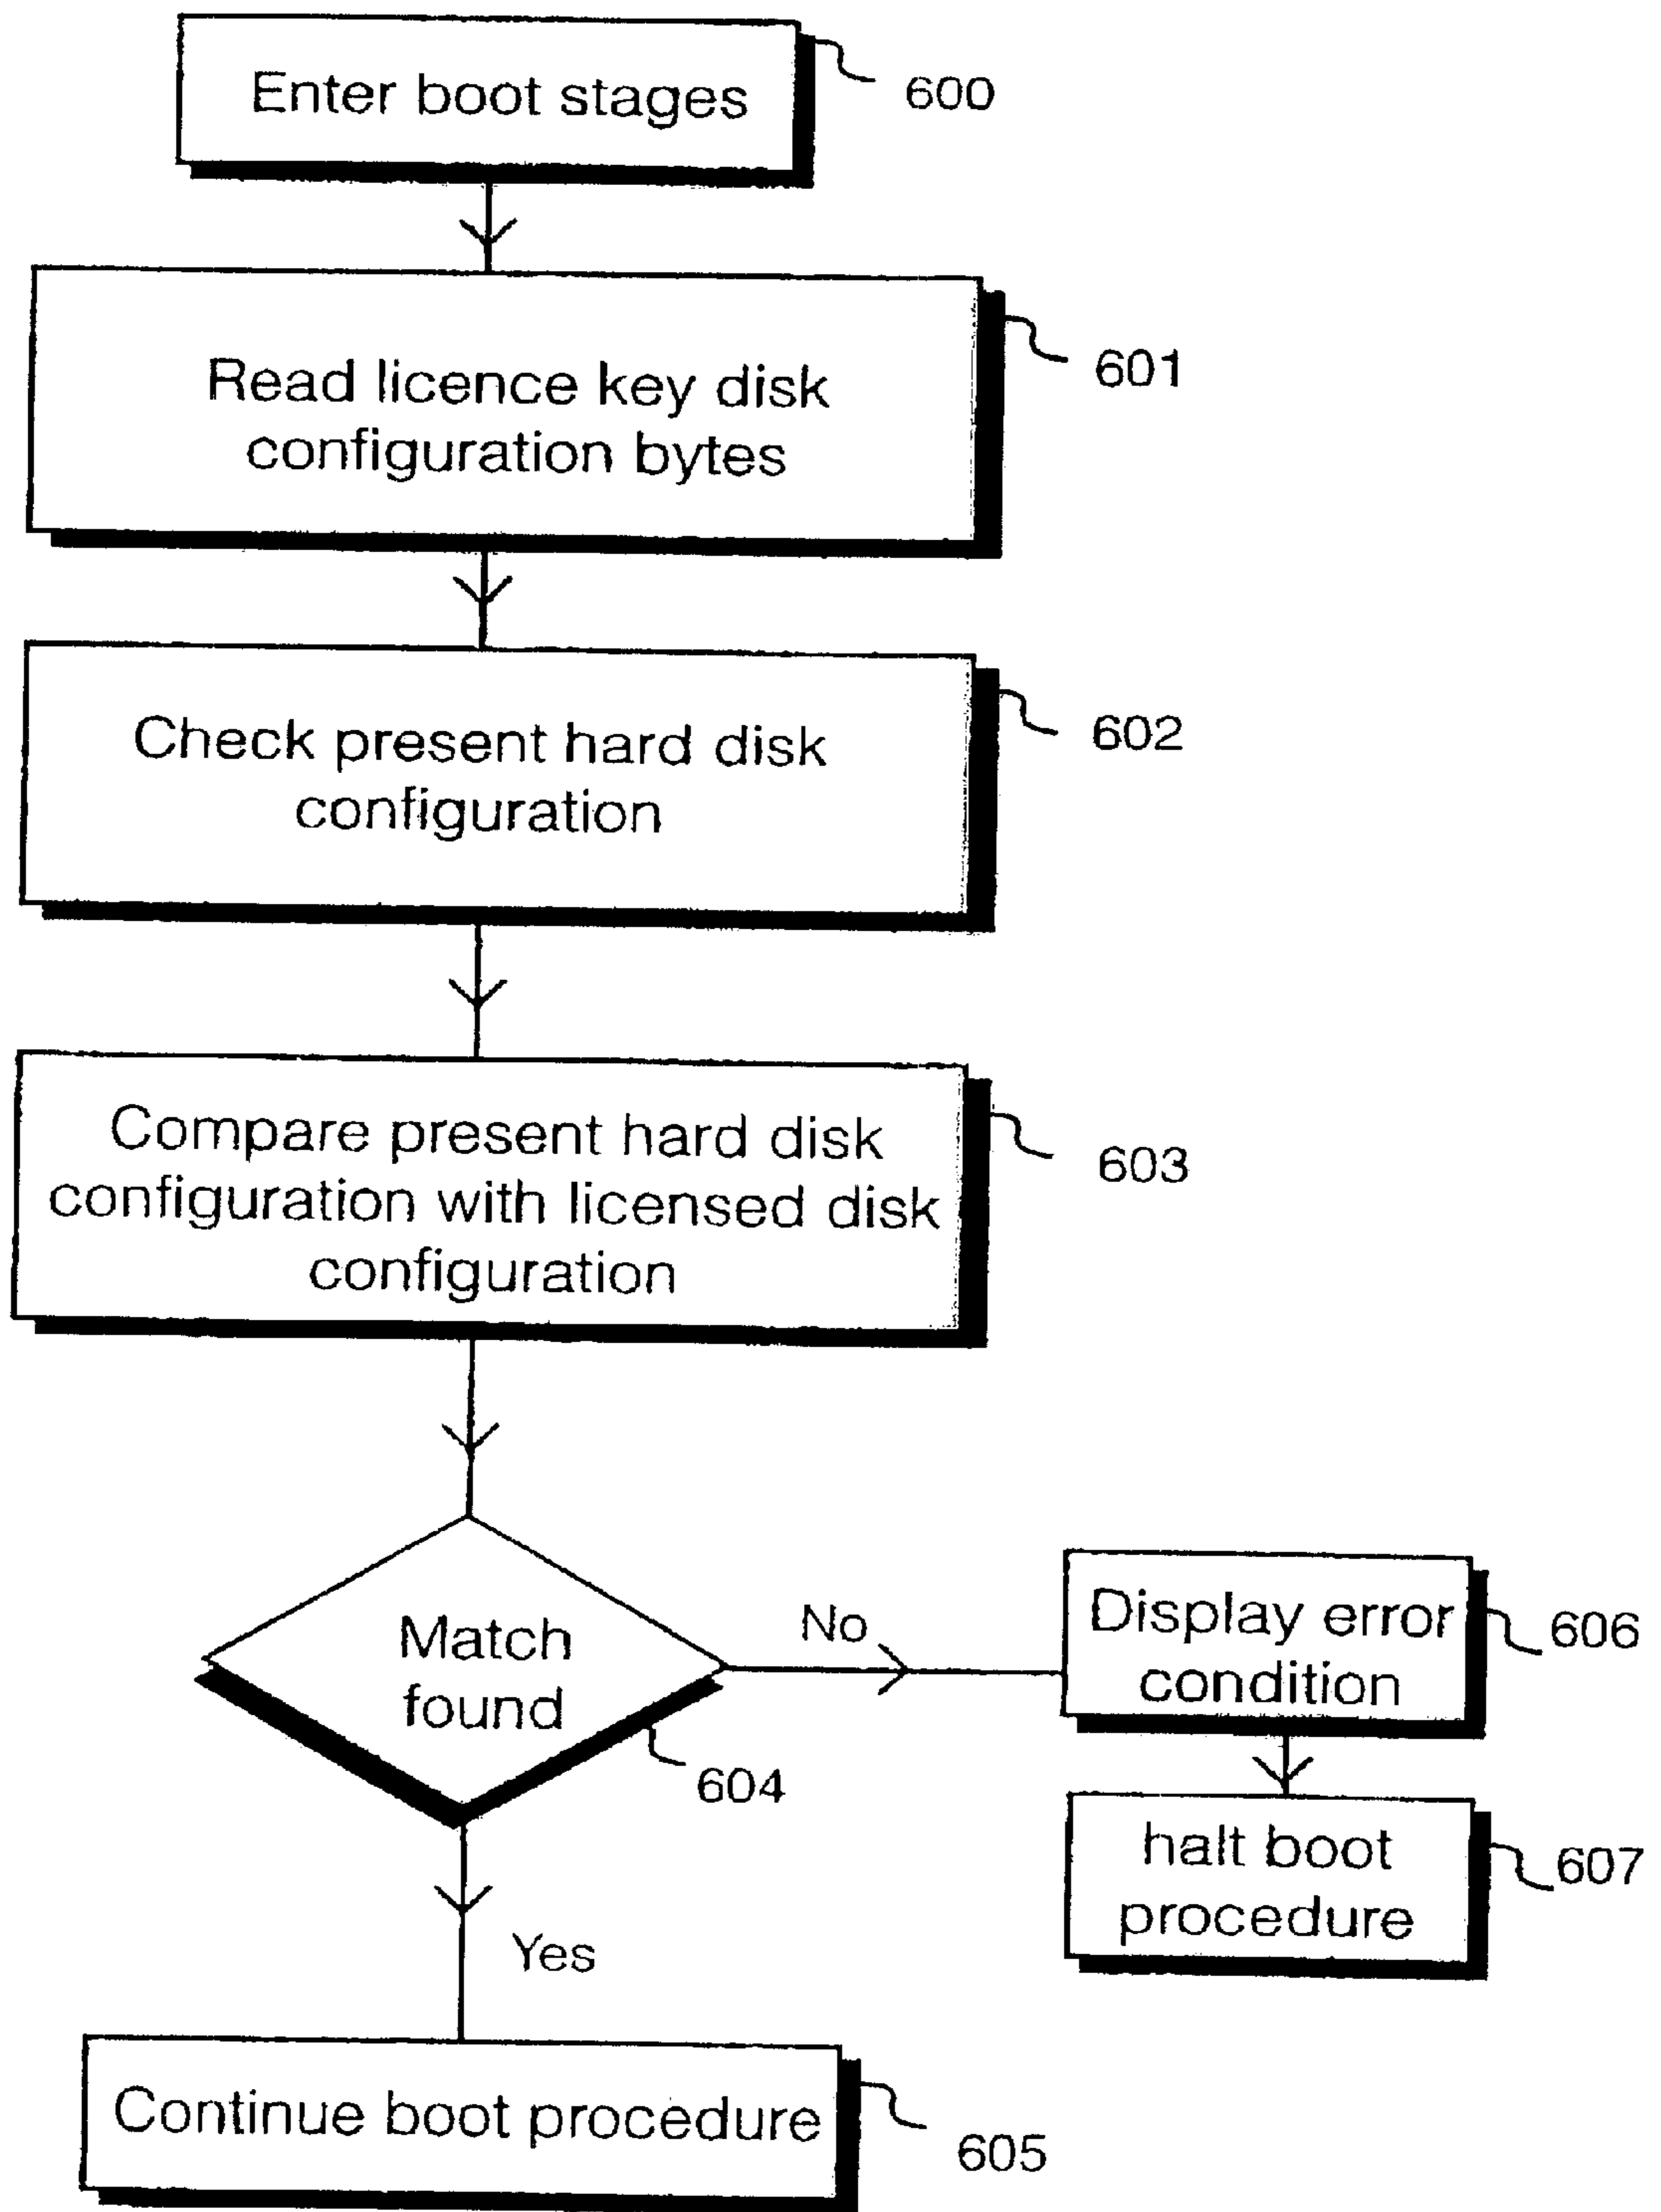 Enter boot stages
600
Read licence key disk
configuration bytes
601
Check present hard disk
configuration
602
Compare present hard disk
configuration with licensed disk
configuration
603
Match
found
604
No
Display error
condition
606
halt boot
procedure
607
Yes
Continue boot procedure
605